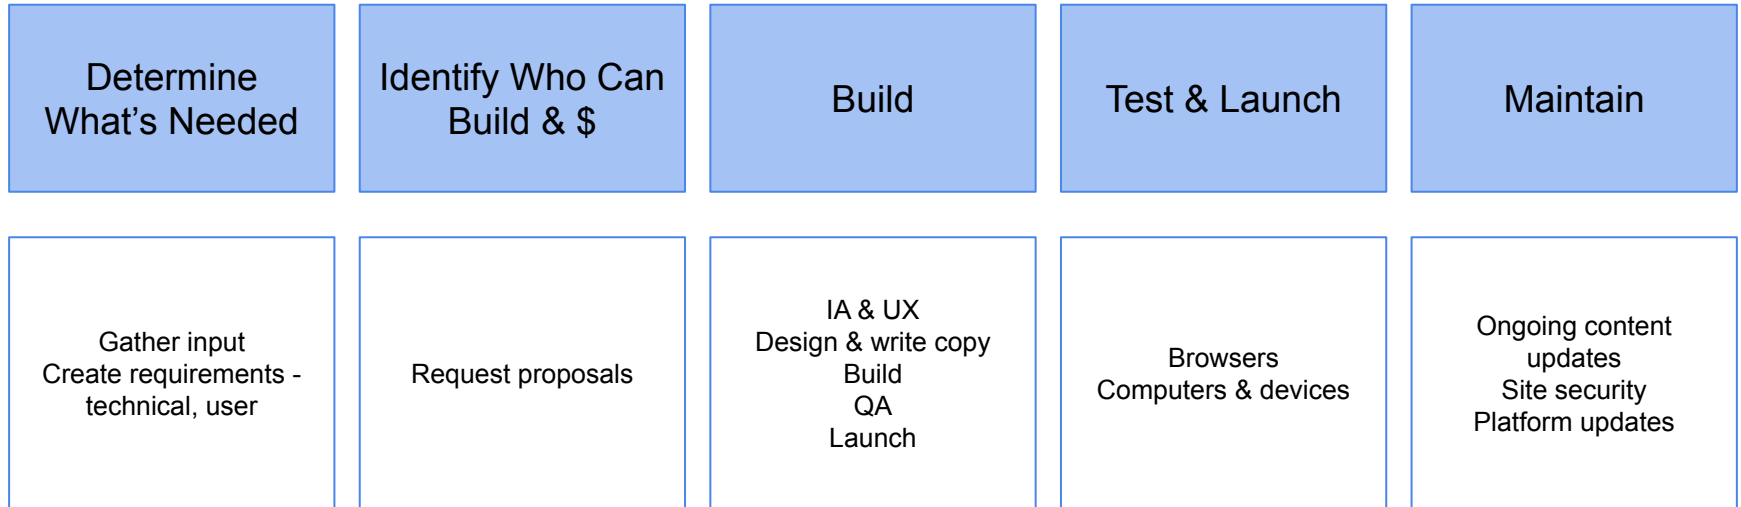 Determine
What’s Needed
Identify Who Can
Build & $
Build
Test & Launch
Maintain
Gather input
Create requirements -
technical, user
Request proposals
IA & UX
Design & write copy
Build
QA
Launch
Browsers
Computers & devices
Ongoing content
updates
Site security
Platform updates